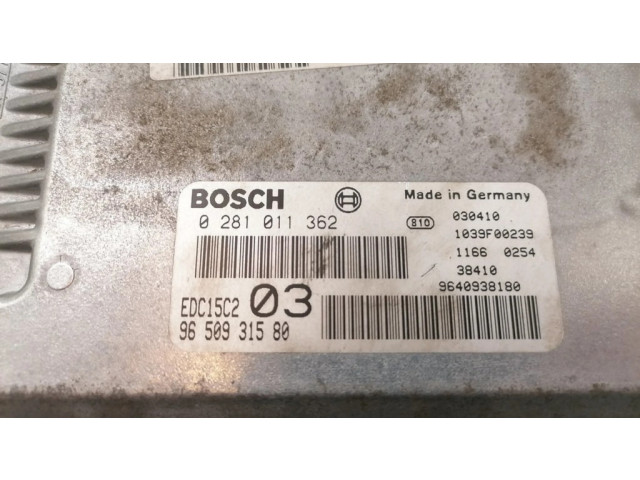 BOSCH
Made in Germany
0 281 011 362
810
030410
1039F00239
1166 0254
38410
9640938180
EDC15C2 03
96 509 315 80